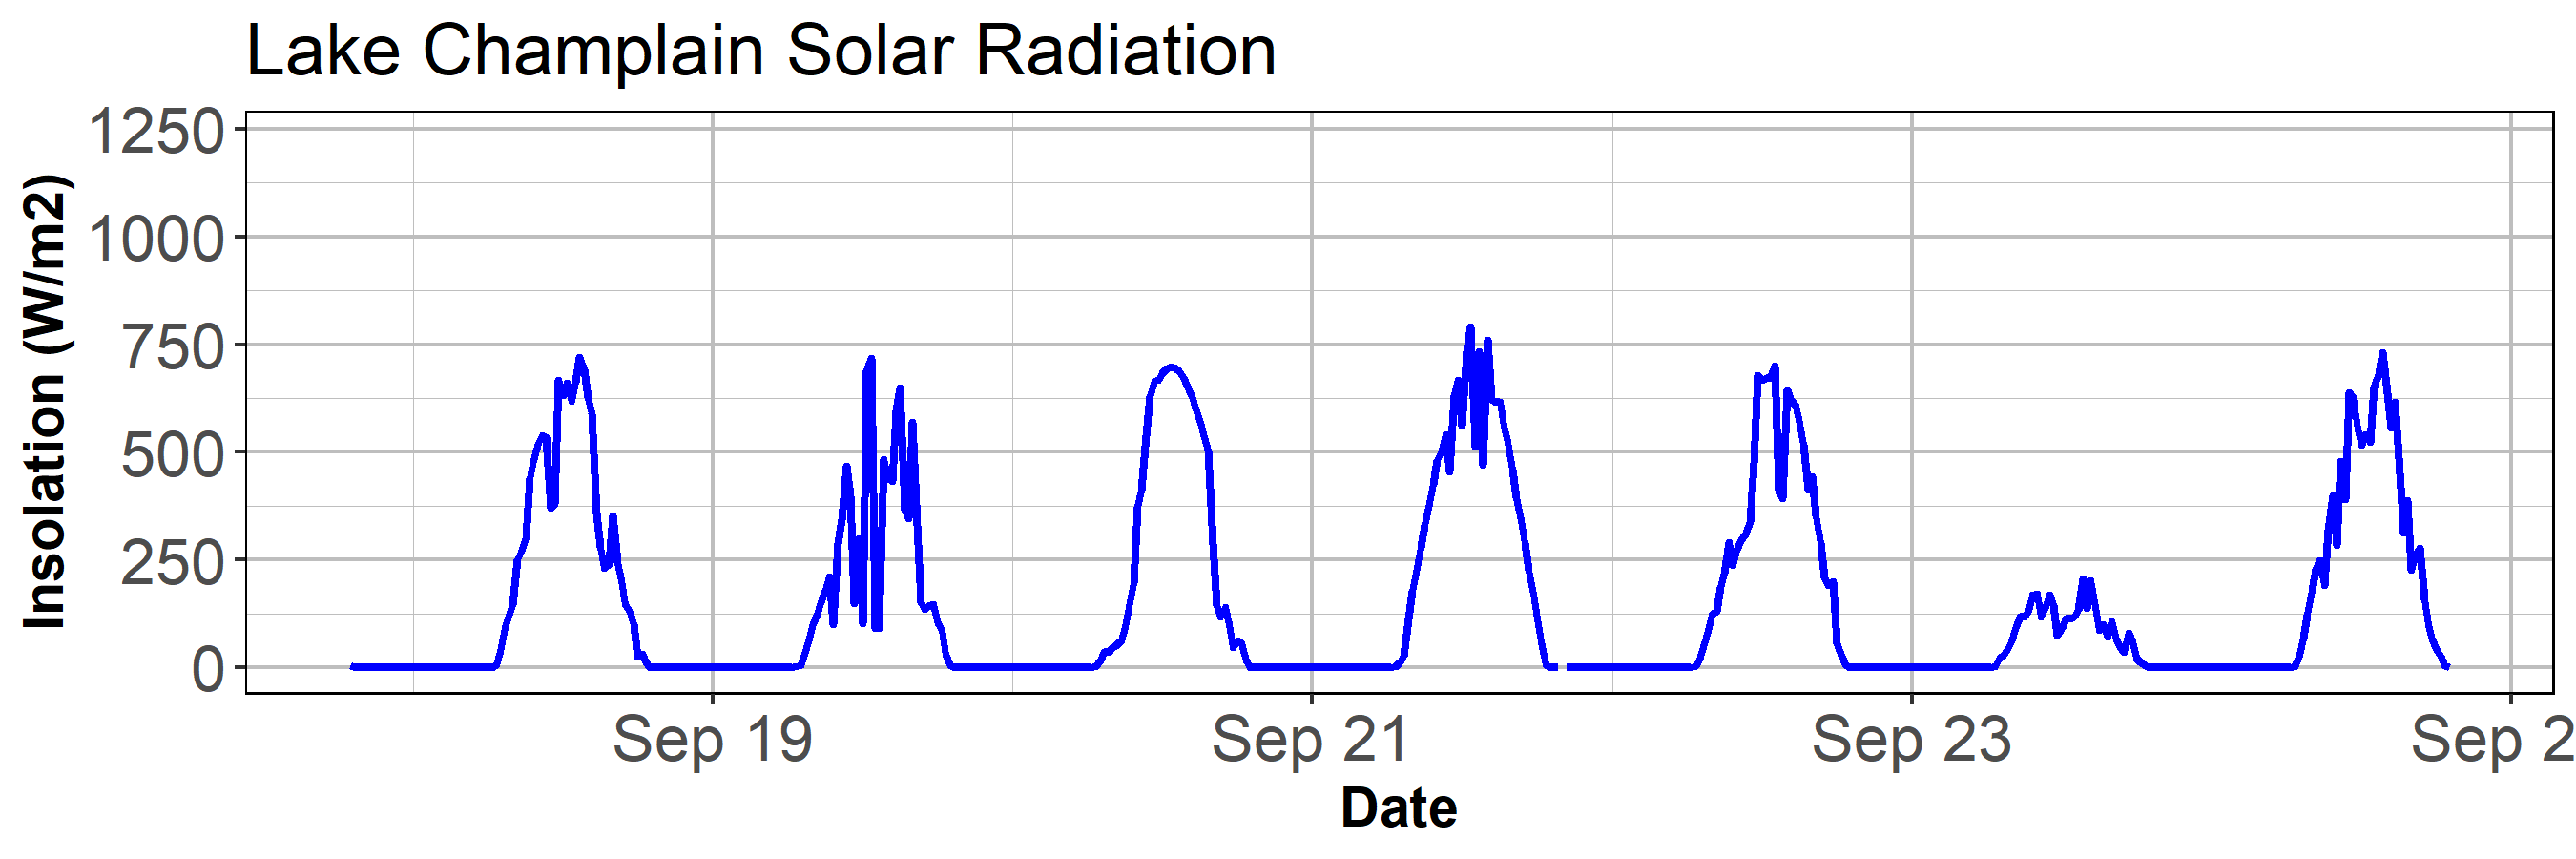 Lake Champlain Solar Radiation
1250
1000
750
500
250
0
Insolation (W/m2)
Sep 19
Sep 21
Sep 23
Sep 2
Date